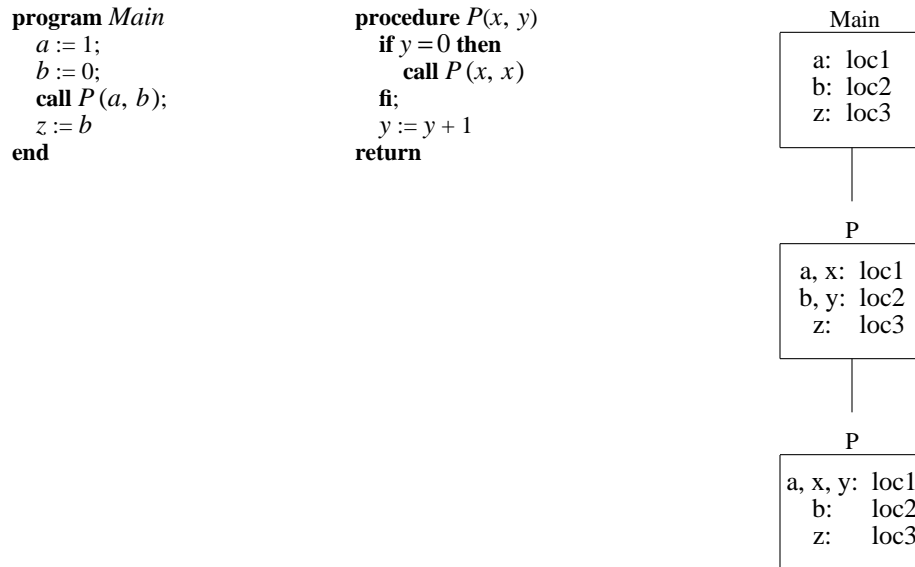 program Main
a := 1;
b := 0;
call P (a, b);
z := b
end
procedure P(x, y)
if y = 0 then
call P (x, x)
fi;
y := y + 1
return
Main
a: loc1
b: loc2
z: loc3
P
a, x: loc1
b, y: loc2
z: loc3
P
a, x, y: loc1
b: loc2
z: loc3